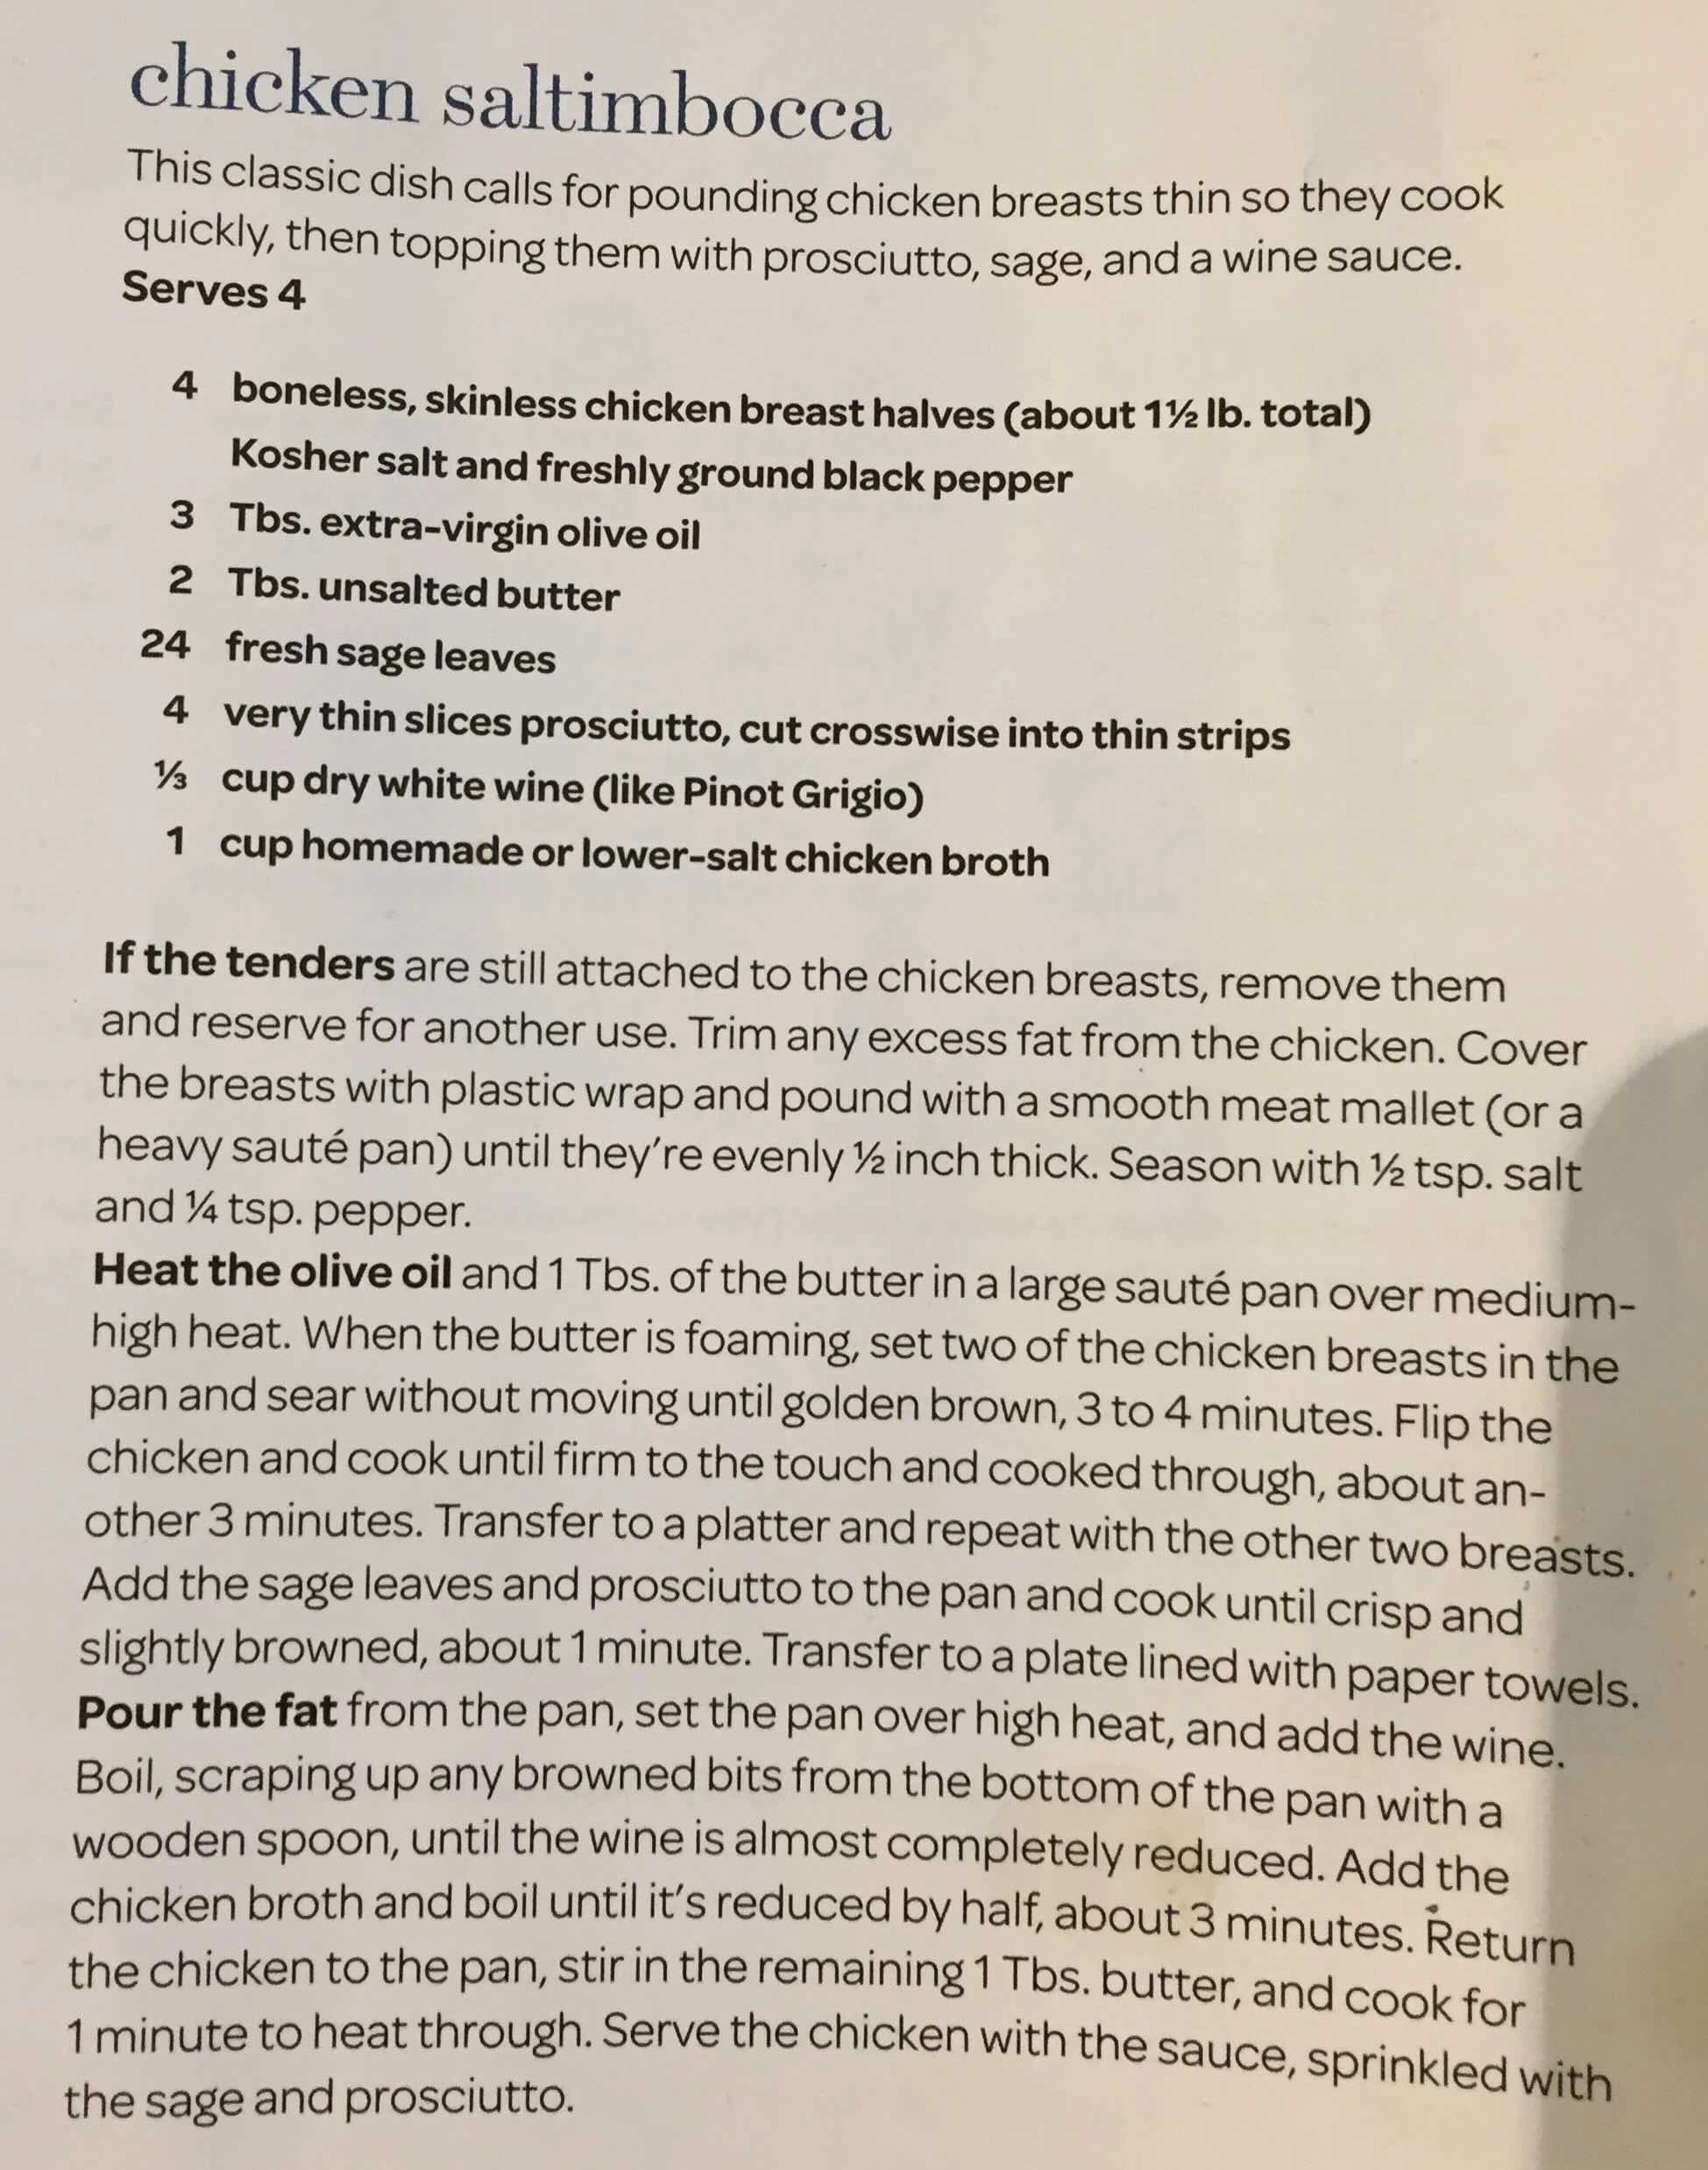 chicken saltimbocca
This classic dish calls for pounding chicken breasts thin so they cook
quickly, then topping them with prosciutto, sage, and a wine sauce.
Serves 4
4 boneless, skinless chicken breast halves (about 1½ lb. total)
Kosher salt and freshly ground black pepper
3 Tbs. extra-virgin olive oil
2 Tbs. unsalted butter
24 fresh sage leaves
4 very thin slices prosciutto, cut crosswise into thin strips
⅓ cup dry white wine (like Pinot Grigio)
1 cup homemade or lower-salt chicken broth
If the tenders are still attached to the chicken breasts, remove them
and reserve for another use. Trim any excess fat from the chicken. Cover
the breasts with plastic wrap and pound with a smooth meat mallet (or a
heavy sauté pan) until they're evenly ½ inch thick. Season with ½ tsp. salt
and ¼ tsp. pepper.
Heat the olive oil and 1 Tbs. of the butter in a large sauté pan over medium-
high heat. When the butter is foaming, set two of the chicken breasts in the
pan and sear without moving until golden brown, 3 to 4 minutes. Flip the
chicken and cook until firm to the touch and cooked through, about an-
other 3 minutes. Transfer to a platter and repeat with the other two breasts.
Add the sage leaves and prosciutto to the pan and cook until crisp and
slightly browned, about 1 minute. Transfer to a plate lined with paper towels.
Pour the fat from the pan, set the pan over high heat, and add the wine.
Boil, scraping up any browned bits from the bottom of the pan with a
wooden spoon, until the wine is almost completely reduced. Add the
chicken broth and boil until it's reduced by half, about 3 minutes. Return
the chicken to the pan, stir in the remaining 1 Tbs. butter, and cook for
1 minute to heat through. Serve the chicken with the sauce, sprinkled with
the sage and prosciutto.